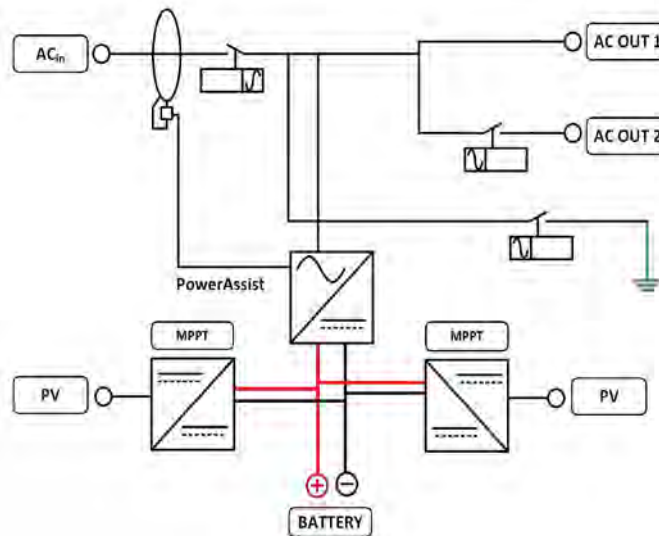 ACin
AC OUT 1
AC OUT 2
PowerAssist
MPPT
MPPT
PV
PV
+
−
BATTERY